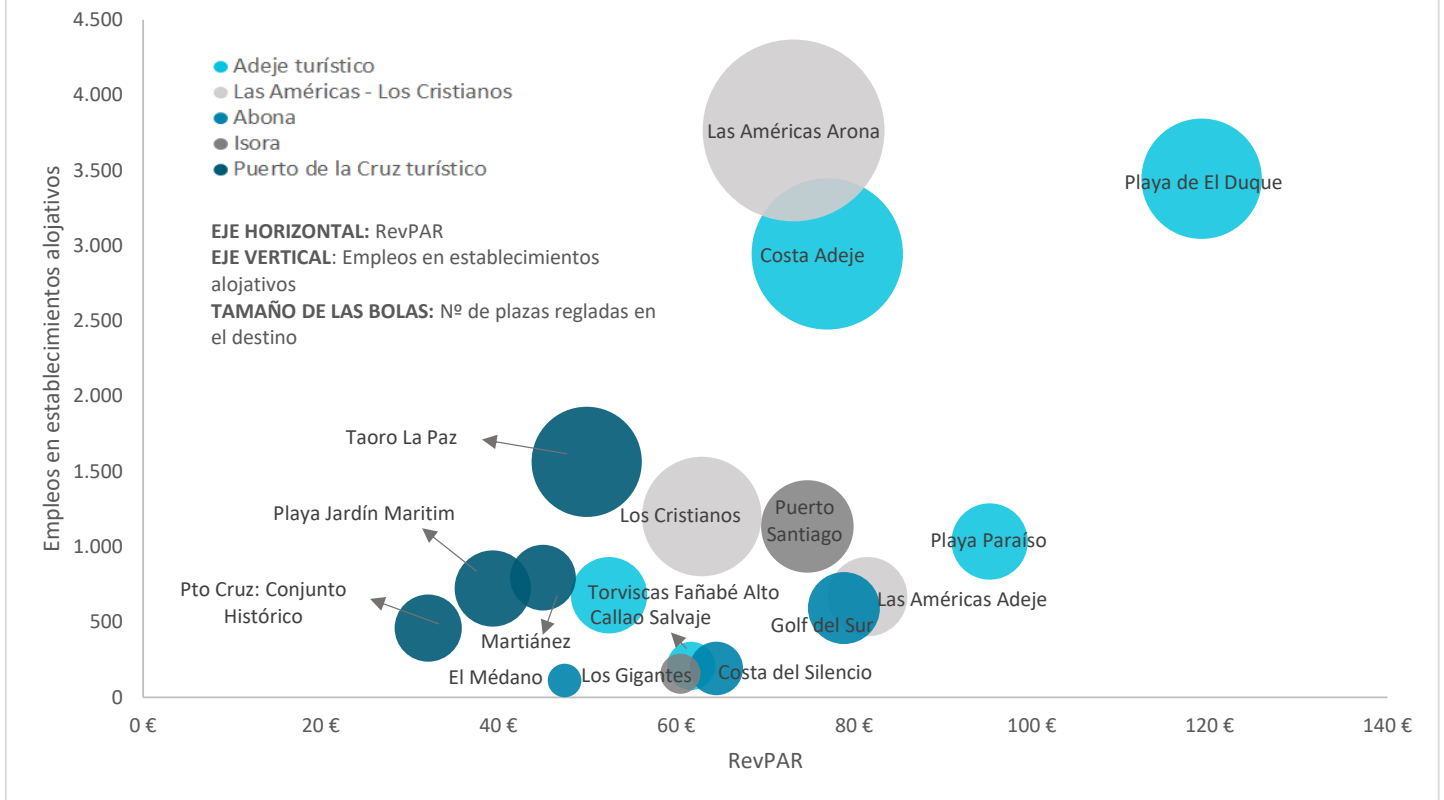 4.500
4.000
3.500
3.000
2.500
2.000
1.500
1.000
500
0
Empleos en establecimientos alojativos
Adeje turístico
Las Américas - Los Cristianos
Abona
Isora
Puerto de la Cruz turístico
EJE HORIZONTAL: RevPAR
EJE VERTICAL: Empleos en establecimientos
alojativos
TAMAÑO DE LAS BOLAS: Nº de plazas regladas en
el destino
Las Américas Arona
Playa de El Duque
Costa Adeje
Taoro La Paz
Playa Jardín Maritim
Los Cristianos
Puerto
Santiago
Playa Paraíso
Pto Cruz: Conjunto
Histórico
Torviscas Fañabé Alto
Callao Salvaje
Las Américas Adeje
Golf del Sur
Martiánez
El Médano
Los Gigantes
Costa del Silencio
0 €
20 €
40 €
60 €
80 €
100 €
120 €
140 €
RevPAR